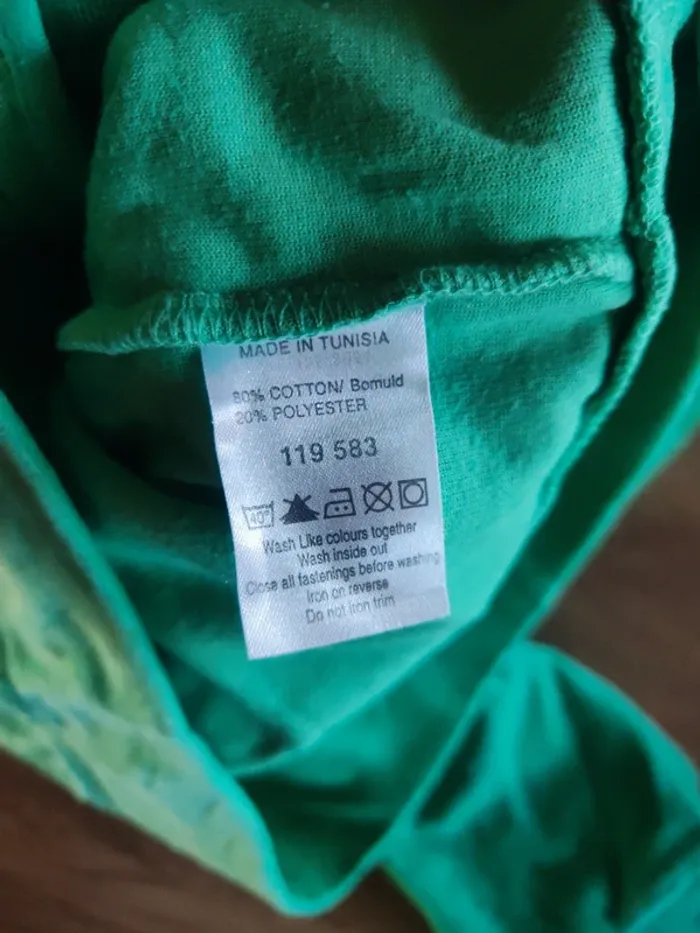 MADE IN TUNISIA
80% COTTON/ Bomuld
20% POLYESTER
119 583
40°
Wash Like colours together
Wash inside out
Close all fastenings before washing
Iron on reverse
Do not iron trim